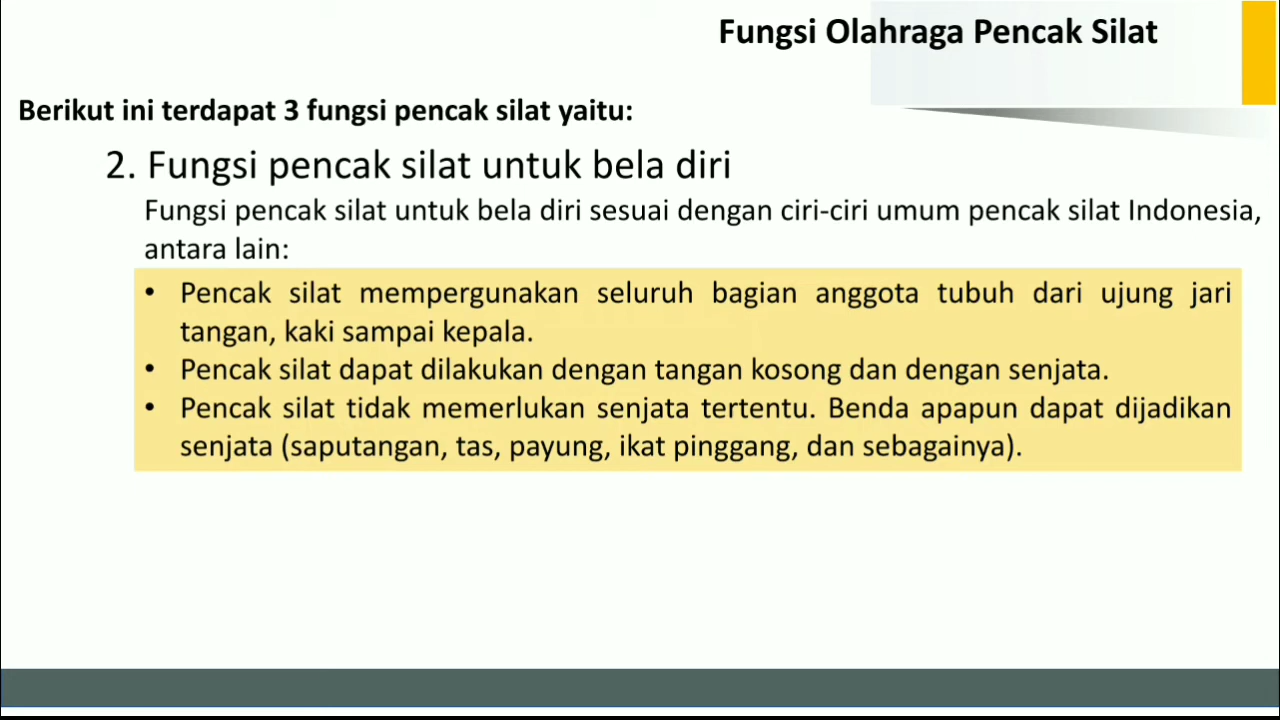 Fungsi Olahraga Pencak Silat
Berikut ini terdapat 3 fungsi pencak silat yaitu:
2. Fungsi pencak silat untuk bela diri
Fungsi pencak silat untuk bela diri sesuai dengan ciri-ciri umum pencak silat Indonesia,
antara lain:
• Pencak silat mempergunakan seluruh bagian anggota tubuh dari ujung jari
tangan, kaki sampai kepala.
• Pencak silat dapat dilakukan dengan tangan kosong dan dengan senjata.
• Pencak silat tidak memerlukan senjata tertentu. Benda apapun dapat dijadikan
senjata (saputangan, tas, payung, ikat pinggang, dan sebagainya).